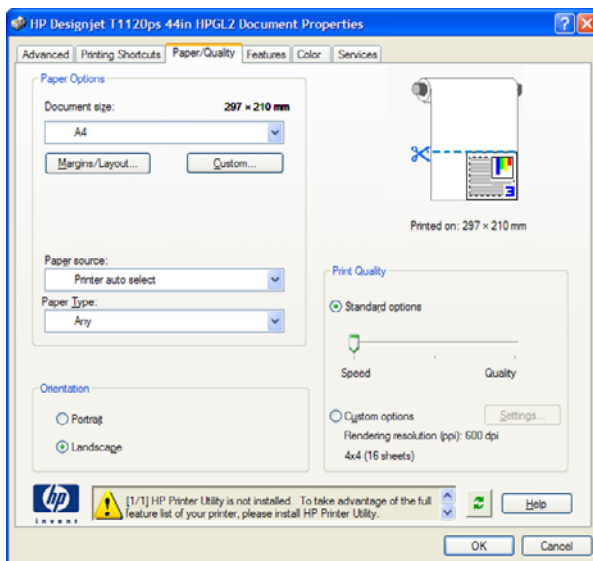 HP Designjet T1120ps 44in HPGL2 Document Properties
Advanced Printing Shortcuts Paper/Quality Features Color Services
Paper Options
Document size: 297 × 210 mm
A4
Margins/Layout... Custom...
Printed on: 297 × 210 mm
Paper source:
Printer auto select
Paper Type:
Any
Print Quality
Standard options
Speed Quality
Custom options Settings...
Rendering resolution (ppi): 600 dpi
4x4 (16 sheets)
Orientation
Portrait
Landscape
hp
invent
[1/1] HP Printer Utility is not installed. To take advantage of the full
feature list of your printer, please install HP Printer Utility.
Help
OK Cancel